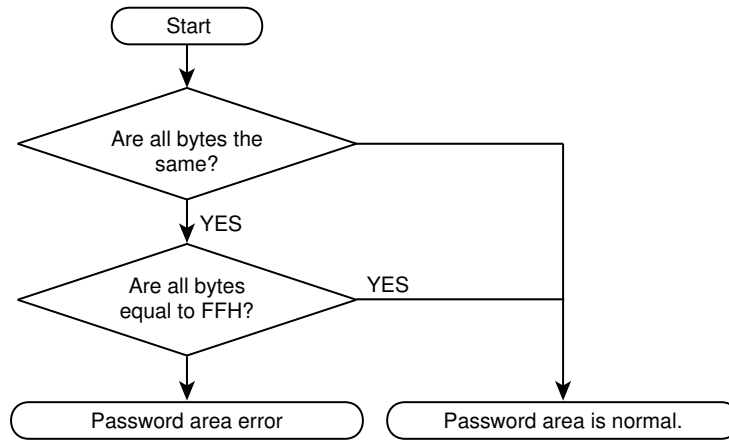 Start
Are all bytes the
same?
YES
Are all bytes
equal to FFH?
YES
Password area error
Password area is normal.